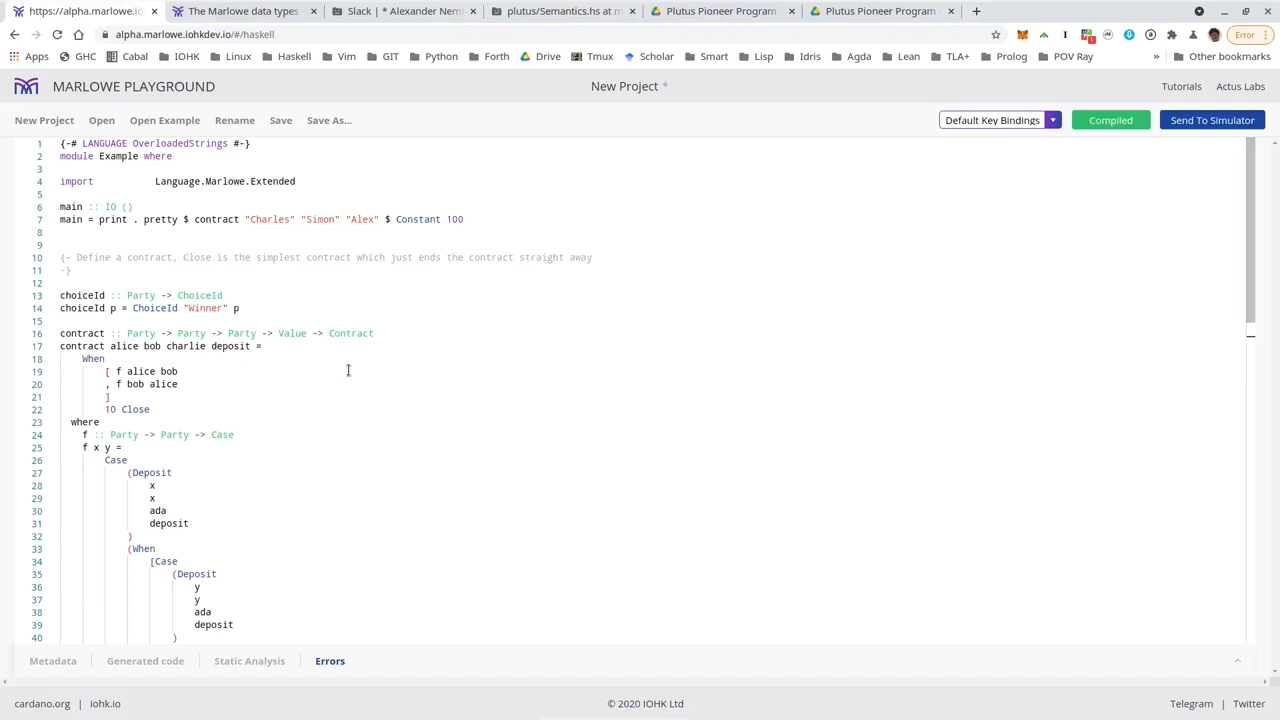 https://alpha.marlowe.io
The Marlowe data types
Slack | * Alexander Nem
plutus/Semantics.hs at m
Plutus Pioneer Program
Plutus Pioneer Program
alpha.marlowe.iohkdev.io/#/haskell
Error
Apps GHC Cabal IOHK Linux Haskell Vim GIT Python Forth Drive Tmux Scholar Smart Lisp Idris Agda Lean TLA+ Prolog POV Ray » Other bookmarks
MARLOWE PLAYGROUND New Project * Tutorials Actus Labs
New Project Open Open Example Rename Save Save As... Default Key Bindings Compiled Send To Simulator
1 {-# LANGUAGE OverloadedStrings #-}
2 module Example where
3
4 import Language.Marlowe.Extended
5
6 main :: IO ()
7 main = print . pretty $ contract "Charles" "Simon" "Alex" $ Constant 100
8
9
10 {- Define a contract, Close is the simplest contract which just ends the contract straight away
11 -}
12
13 choiceId :: Party -> ChoiceId
14 choiceId p = ChoiceId "Winner" p
15
16 contract :: Party -> Party -> Party -> Value -> Contract
17 contract alice bob charlie deposit =
18 When
19 [ f alice bob
20 , f bob alice
21 ]
22 10 Close
23 where
24 f :: Party -> Party -> Case
25 f x y =
26 Case
27 (Deposit
28 x
29 x
30 ada
31 deposit
32 )
33 (When
34 [Case
35 (Deposit
36 y
37 y
38 ada
39 deposit
40 )
Metadata Generated code Static Analysis Errors
cardano.org | iohk.io © 2020 IOHK Ltd Telegram | Twitter